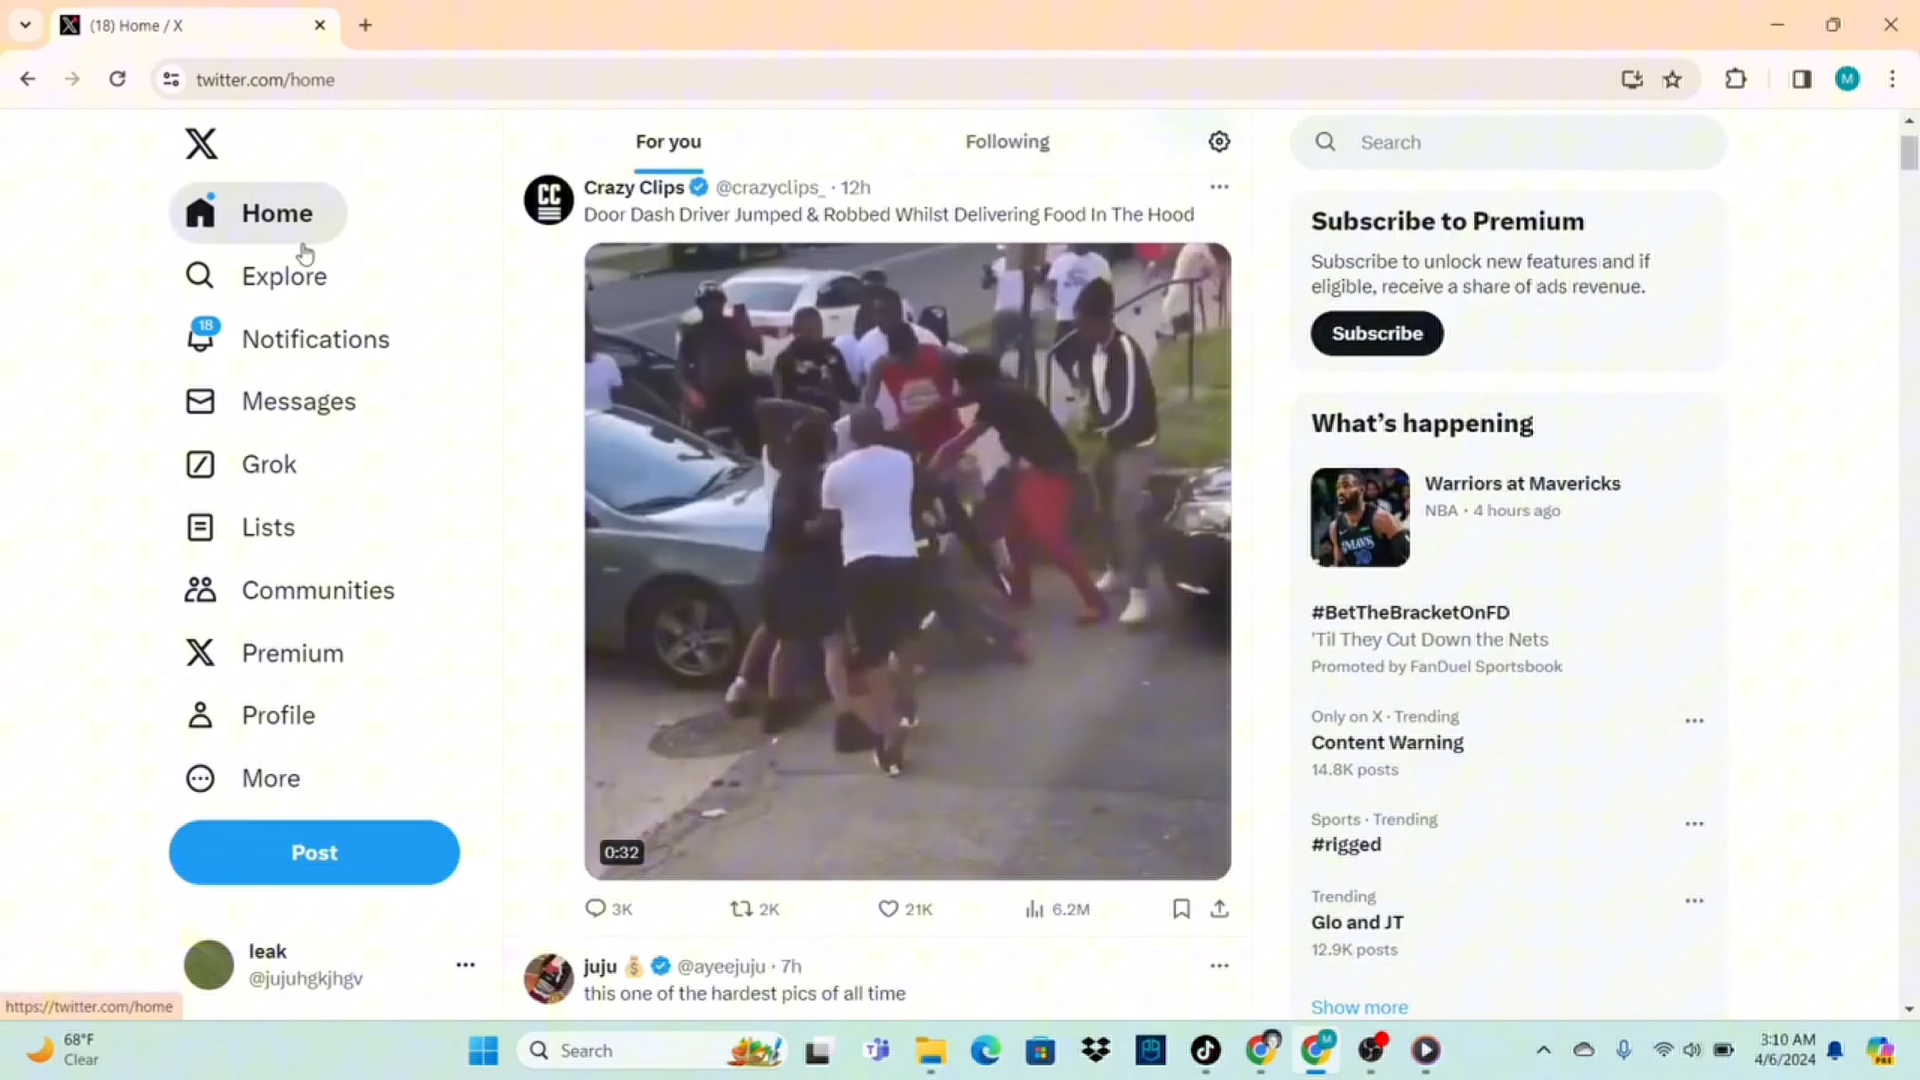 (18) Home / X
twitter.com/home
Home
Explore
18
Notifications
Messages
Grok
Lists
Communities
Premium
Profile
More
Post
leak
@jujuhgkjhgv
https://twitter.com/home
For you
Following
CC
Crazy Clips @crazyclips_ · 12h
Door Dash Driver Jumped & Robbed Whilst Delivering Food In The Hood
0:32
3K
2K
21K
6.2M
juju 💰 @ayeejuju · 7h
this one of the hardest pics of all time
Search
Subscribe to Premium
Subscribe to unlock new features and if
eligible, receive a share of ads revenue.
Subscribe
What's happening
Warriors at Mavericks
NBA · 4 hours ago
#BetTheBracketOnFD
'Til They Cut Down the Nets
Promoted by FanDuel Sportsbook
Only on X · Trending
Content Warning
14.8K posts
Sports · Trending
#rigged
Trending
Glo and JT
12.9K posts
Show more
M
68°F
Clear
Search
3:10 AM
4/6/2024